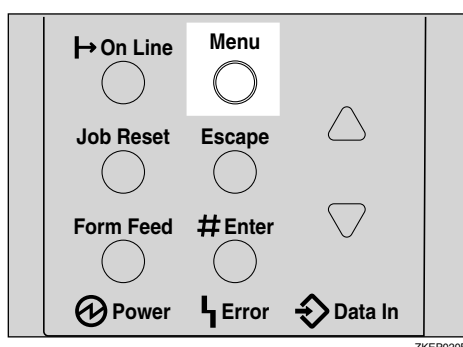 On Line Menu
Job Reset Escape
Form Feed # Enter
Power Error Data In